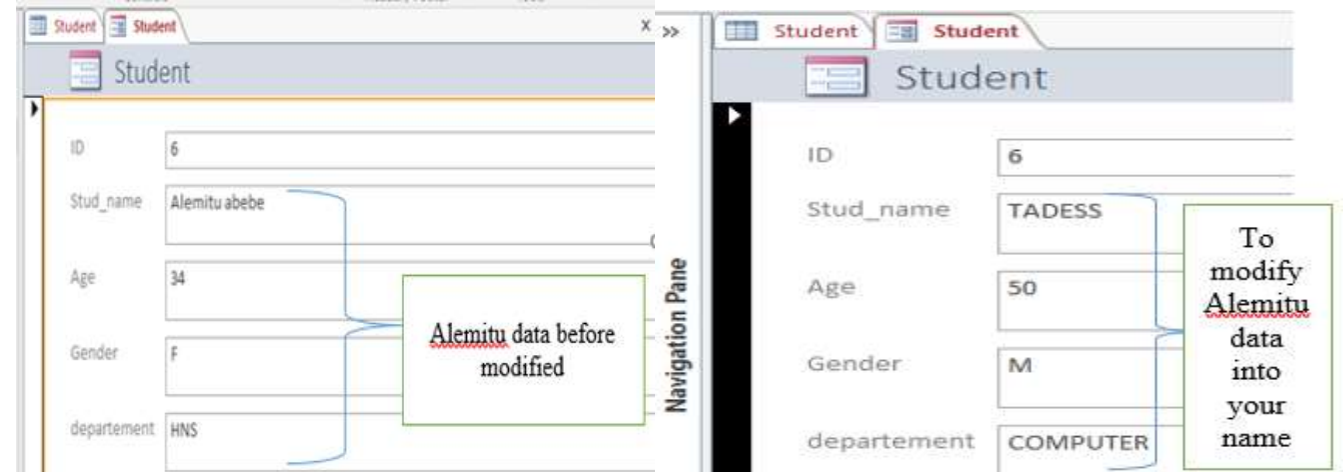 Student Student X
Student
ID 6
Stud_name Alemitu abebe
Age 34
Gender F
departement HNS
Alemitu data before
modified
»
Navigation Pane
Student Student
Student
ID 6
Stud_name TADESS
Age 50
Gender M
departement COMPUTER
To
modify
Alemitu
data
into
your
name